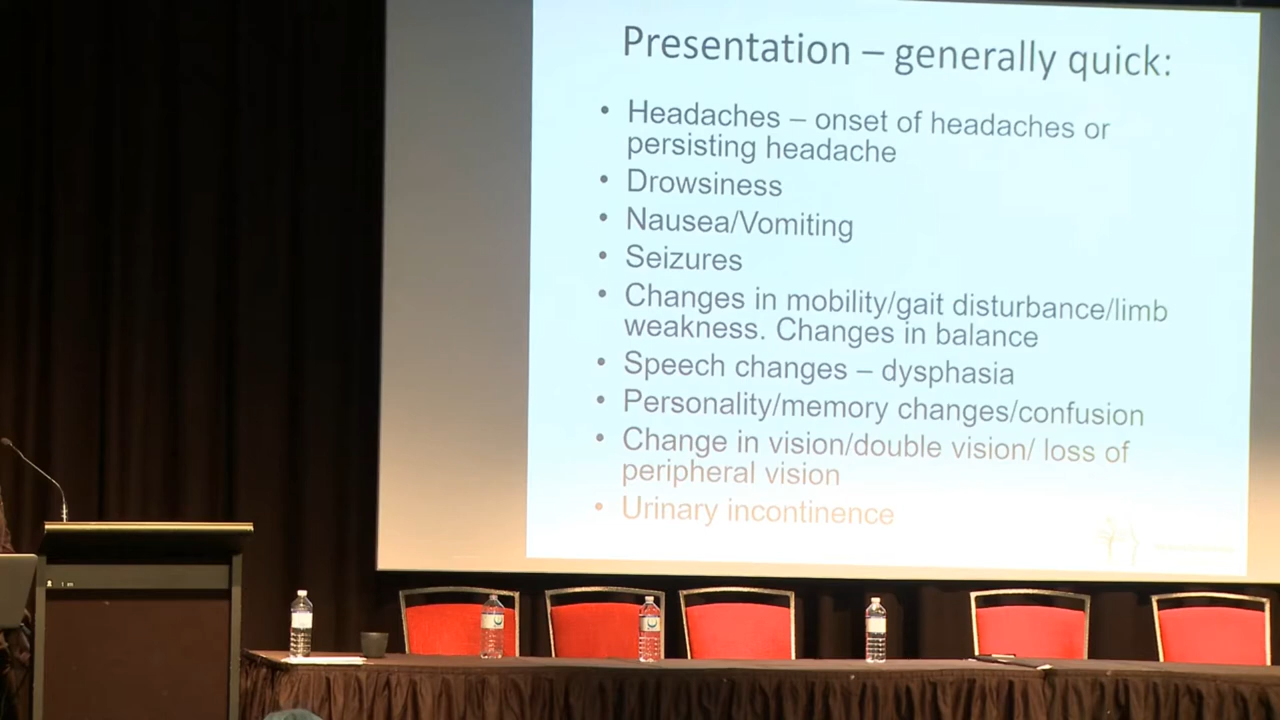 Presentation – generally quick:
• Headaches – onset of headaches or
persisting headache
• Drowsiness
• Nausea/Vomiting
• Seizures
• Changes in mobility/gait disturbance/limb
weakness. Changes in balance
• Speech changes – dysphasia
• Personality/memory changes/confusion
• Change in vision/double vision/ loss of
peripheral vision
• Urinary incontinence